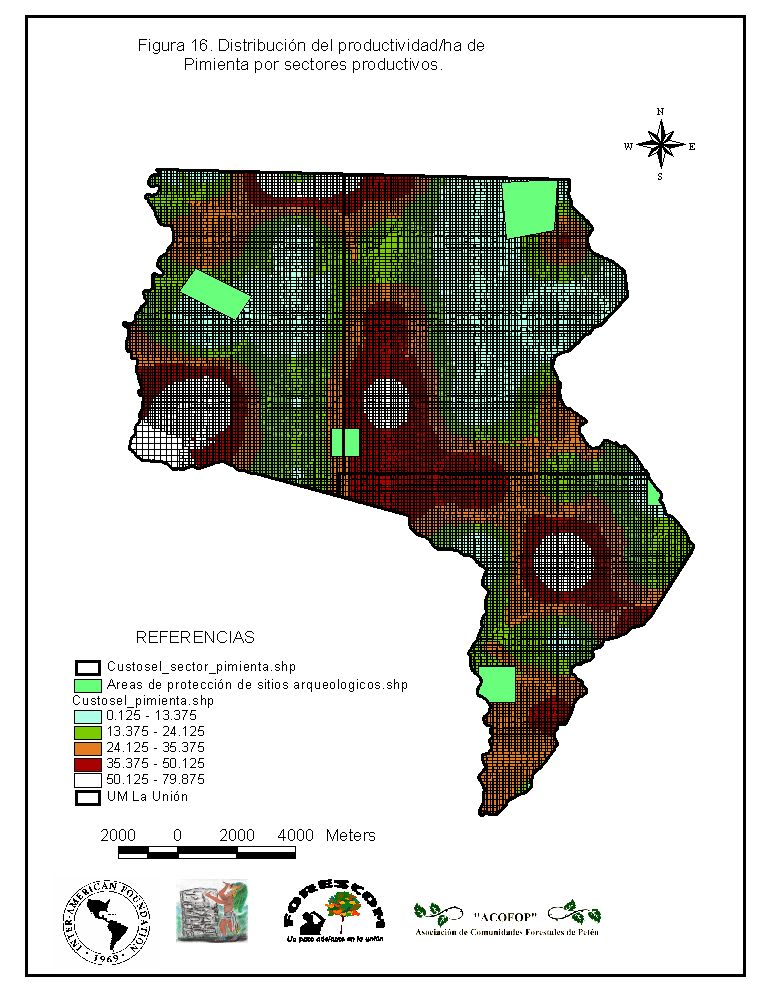 Figura 16. Distribución del productividad/ha de
Pimienta por sectores productivos.
N
W E
S
REFERENCIAS
Custosel_sector_pimienta.shp
Areas de protección de sitios arqueologicos.shp
Custosel_pimienta.shp
0.125 - 13.375
13.375 - 24.125
24.125 - 35.375
35.375 - 50.125
50.125 - 79.875
UM La Unión
2000 0 2000 4000 Meters
INTER-AMERICAN FOUNDATION
1969
FORESCOM
Un paso adelante en la unión
"ACOFOP"
Asociación de Comunidades Forestales de Petén